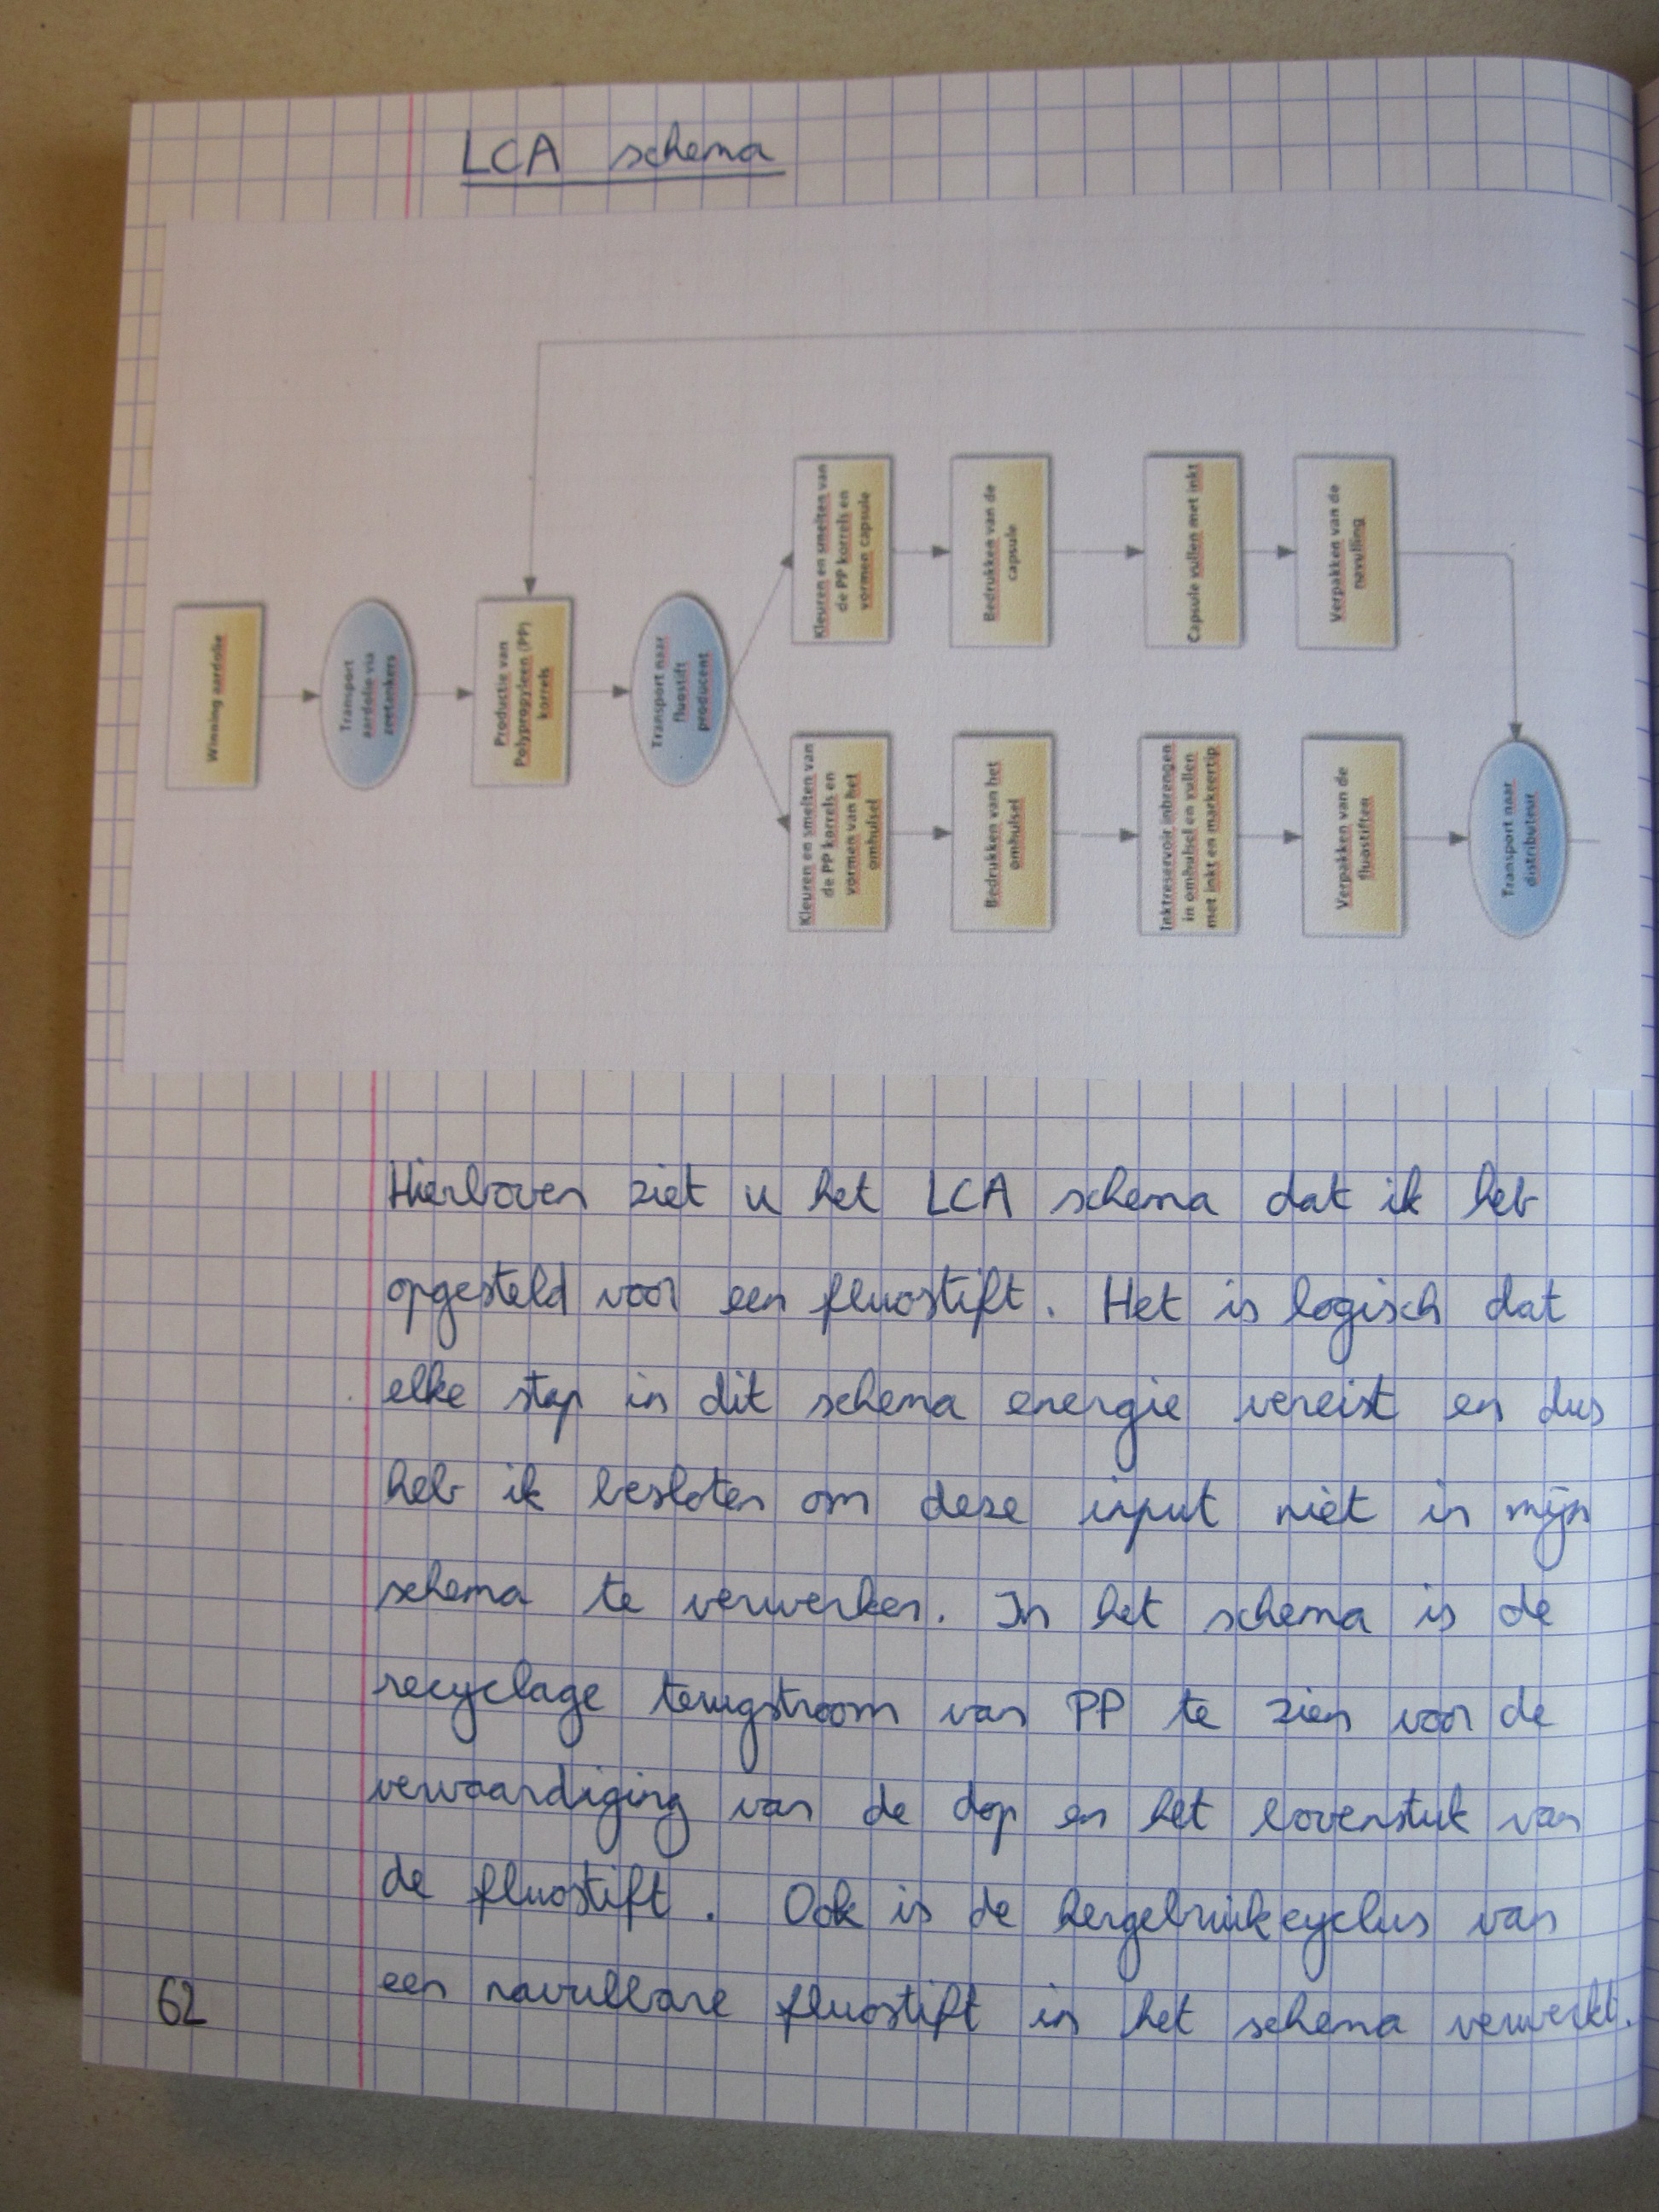 LCA schema
Winning aardolie
Transport
aardolie via
zeetankers
Productie van
Polypropyleen (PP)
korrels
Transport naar
fluostift
producent
Kleuren en smelten van
de PP korrels en
vormen capsule
Bedrukken van de
capsule
Capsule vullen met inkt
Verpakken van de
navulling
Kleuren en smelten van
de PP korrels en
vormen van het
omhulsel
Bedrukken van het
omhulsel
Inktreservoir inbrengen
in omhulsel en vullen
met inkt en markeertip
Verpakken van de
fluostiften
Transport naar
distributeur
Hierboven ziet u het LCA schema dat ik heb
opgesteld voor een fluostift. Het is logisch dat
elke stap in dit schema energie vereist en dus
heb ik besloten om deze input niet in mijn
schema te verwerken. In het schema is de
recyclage terugstroom van PP te zien voor de
vervaardiging van de dop en het bovenstuk van
de fluostift. Ook is de hergebruikcyclus van
een navulbare fluostift in het schema verwerkt.
62